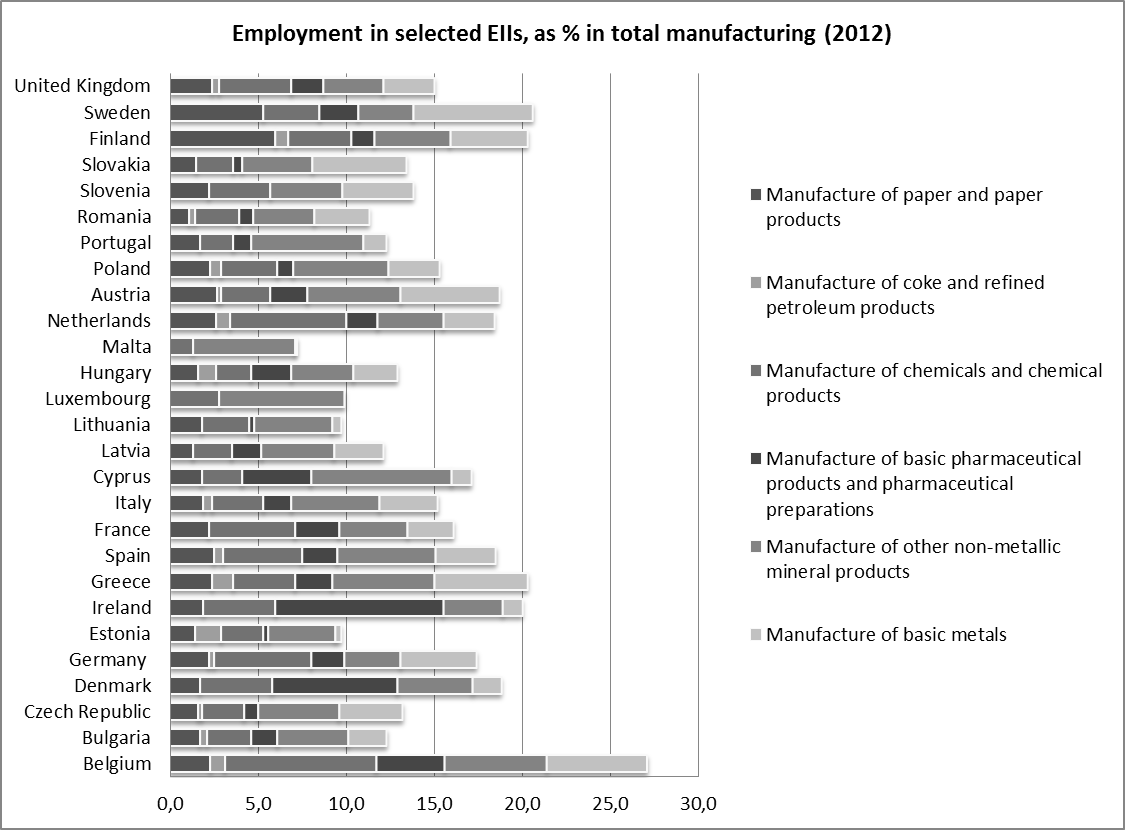 Employment in selected EIIs, as % in total manufacturing (2012)
United Kingdom
Sweden
Finland
Slovakia
Slovenia
Romania
Portugal
Poland
Austria
Netherlands
Malta
Hungary
Luxembourg
Lithuania
Latvia
Cyprus
Italy
France
Spain
Greece
Ireland
Estonia
Germany
Denmark
Czech Republic
Bulgaria
Belgium
0,0 5,0 10,0 15,0 20,0 25,0 30,0
Manufacture of paper and paper
products
Manufacture of coke and refined
petroleum products
Manufacture of chemicals and chemical
products
Manufacture of basic pharmaceutical
products and pharmaceutical
preparations
Manufacture of other non-metallic
mineral products
Manufacture of basic metals